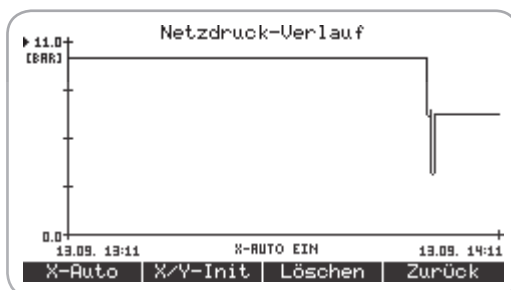 Netzdruck-Verlauf
11.0
[BAR]
0.0
13.09. 13:11 X-AUTO EIN 13.09. 14:11
X-Auto X/Y-Init Löschen Zurück